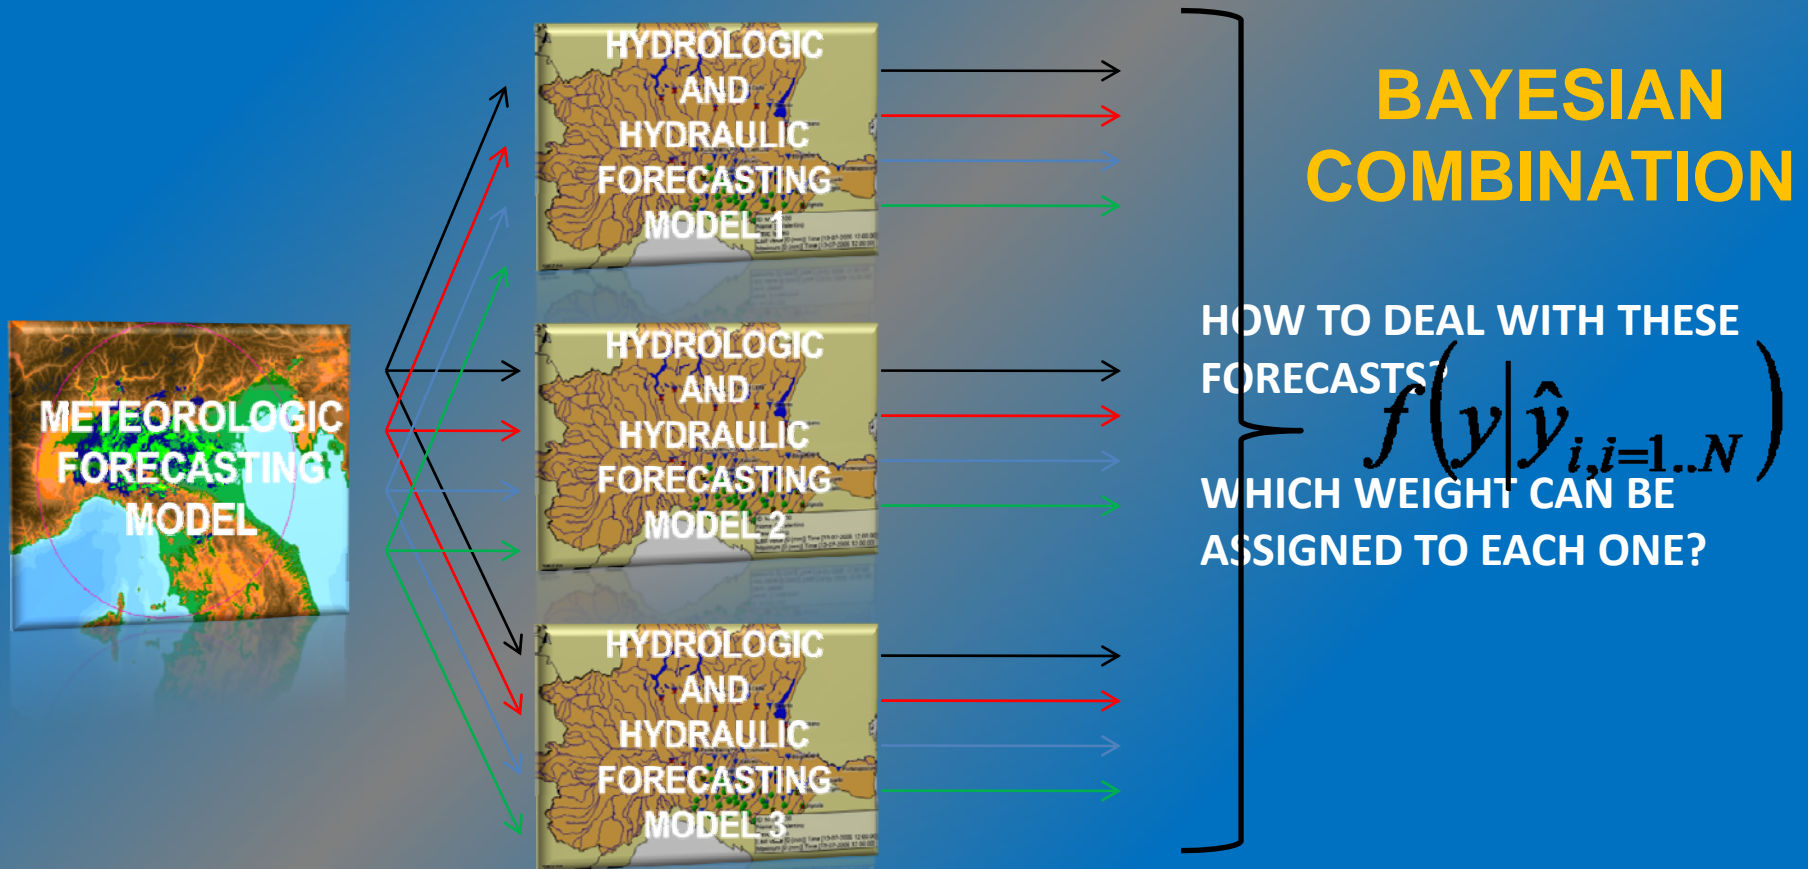 METEOROLOGIC
FORECASTING
MODEL
HYDROLOGIC
AND
HYDRAULIC
FORECASTING
MODEL 1
HYDROLOGIC
AND
HYDRAULIC
FORECASTING
MODEL 2
HYDROLOGIC
AND
HYDRAULIC
FORECASTING
MODEL 3
BAYESIAN
COMBINATION
HOW TO DEAL WITH THESE
FORECASTS?
f(y|ŷ_{i,i=1..N})
WHICH WEIGHT CAN BE
ASSIGNED TO EACH ONE?